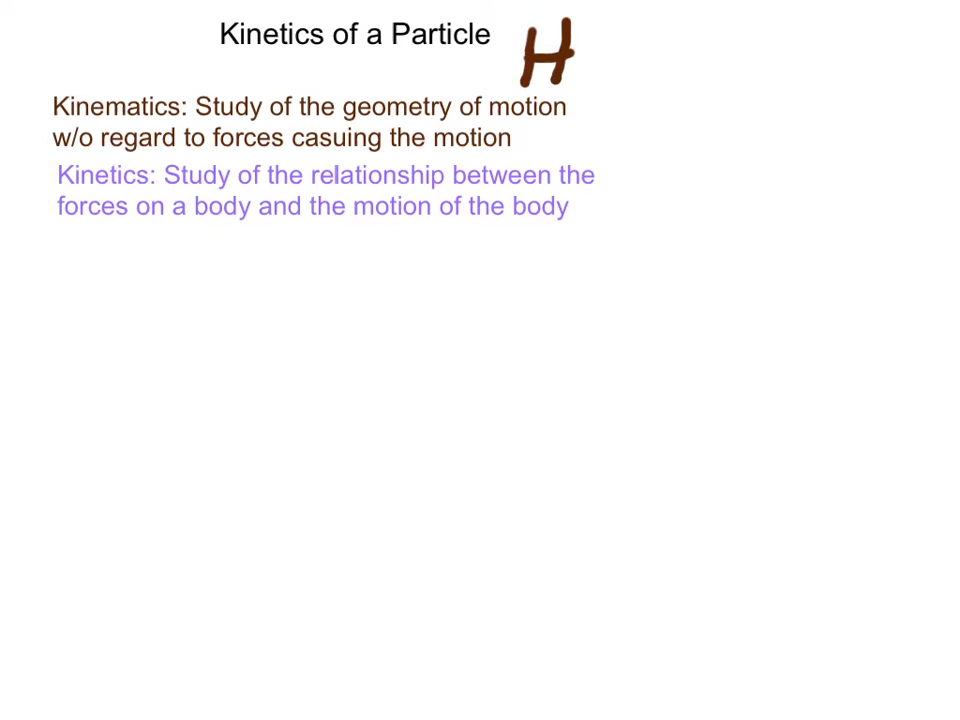 Kinetics of a Particle H
Kinematics: Study of the geometry of motion
w/o regard to forces casuing the motion
Kinetics: Study of the relationship between the
forces on a body and the motion of the body